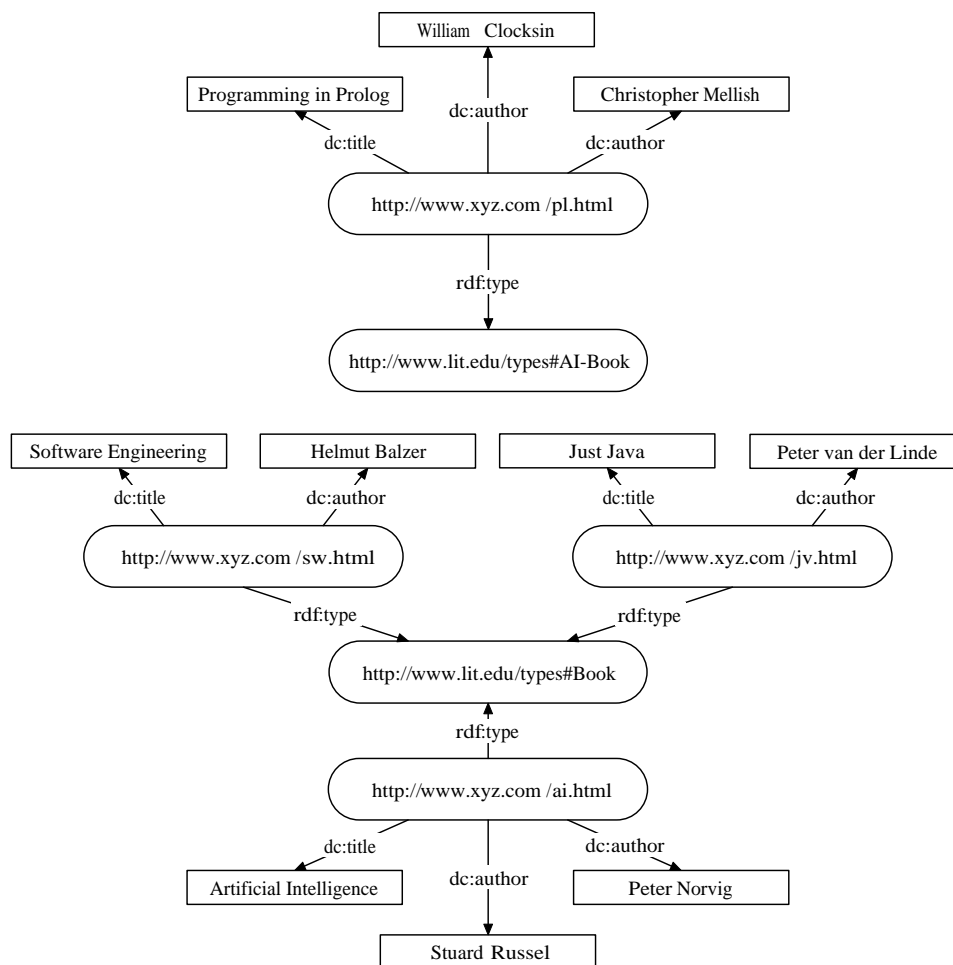 William Clocksin
Programming in Prolog
Christopher Mellish
dc:author
dc:title
dc:author
http://www.xyz.com /pl.html
rdf:type
http://www.lit.edu/types#AI-Book
Software Engineering
Helmut Balzer
Just Java
Peter van der Linde
dc:title
dc:author
dc:title
dc:author
http://www.xyz.com /sw.html
http://www.xyz.com /jv.html
rdf:type
rdf:type
http://www.lit.edu/types#Book
rdf:type
http://www.xyz.com /ai.html
dc:title
dc:author
dc:author
Artificial Intelligence
Peter Norvig
Stuard Russel